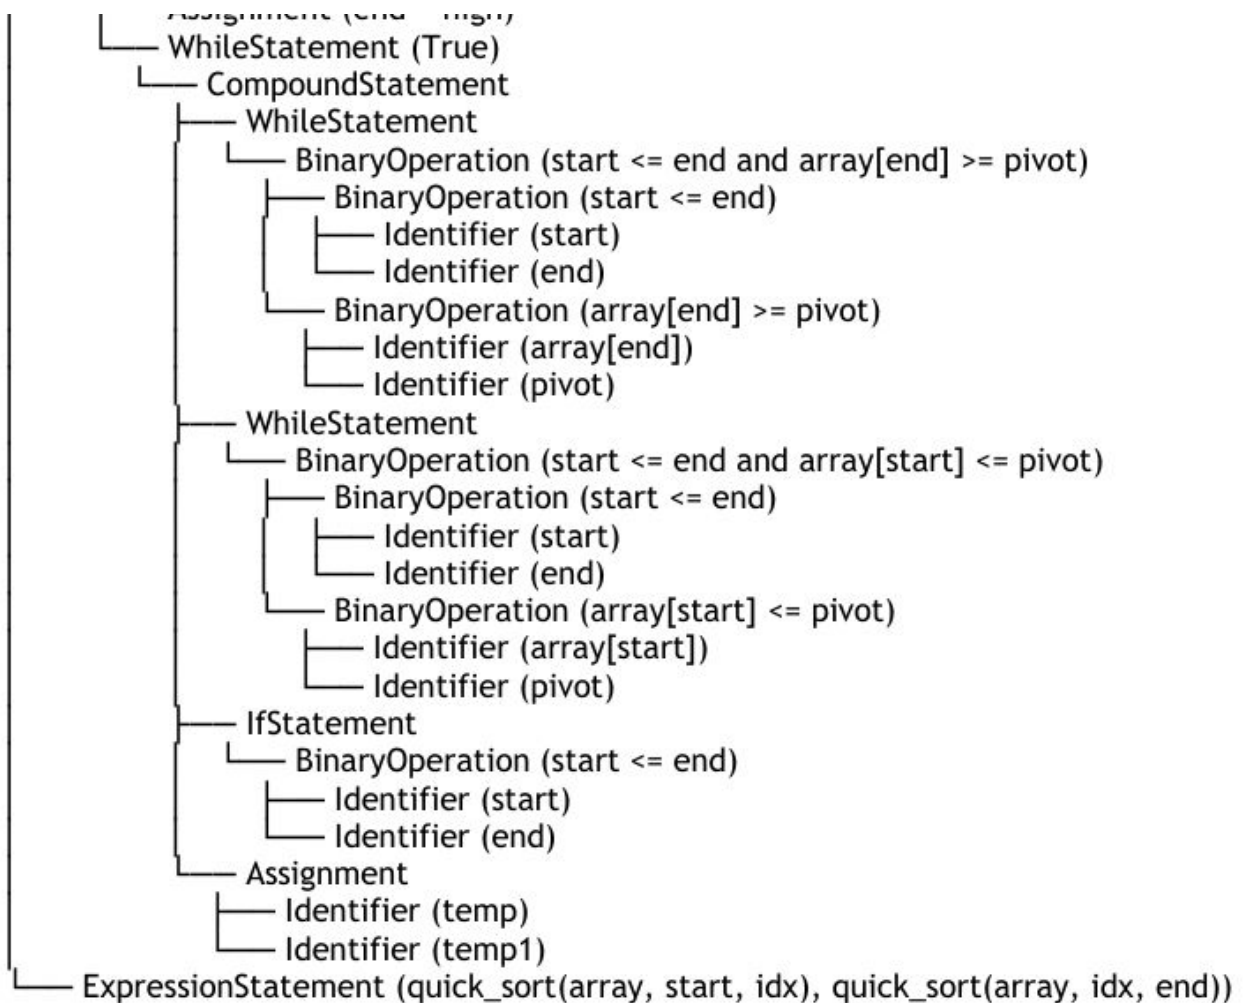 Assignment (end = high)
WhileStatement (True)
CompoundStatement
WhileStatement
BinaryOperation (start <= end and array[end] >= pivot)
BinaryOperation (start <= end)
Identifier (start)
Identifier (end)
BinaryOperation (array[end] >= pivot)
Identifier (array[end])
Identifier (pivot)
WhileStatement
BinaryOperation (start <= end and array[start] <= pivot)
BinaryOperation (start <= end)
Identifier (start)
Identifier (end)
BinaryOperation (array[start] <= pivot)
Identifier (array[start])
Identifier (pivot)
IfStatement
BinaryOperation (start <= end)
Identifier (start)
Identifier (end)
Assignment
Identifier (temp)
Identifier (temp1)
ExpressionStatement (quick_sort(array, start, idx), quick_sort(array, idx, end))